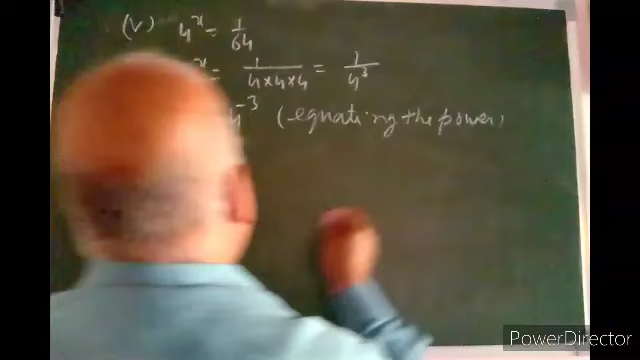 (v) 4^x = 1/64
x = 1/(4×4×4) = 1/4^3
4^-3 (equating the power)
PowerDirector